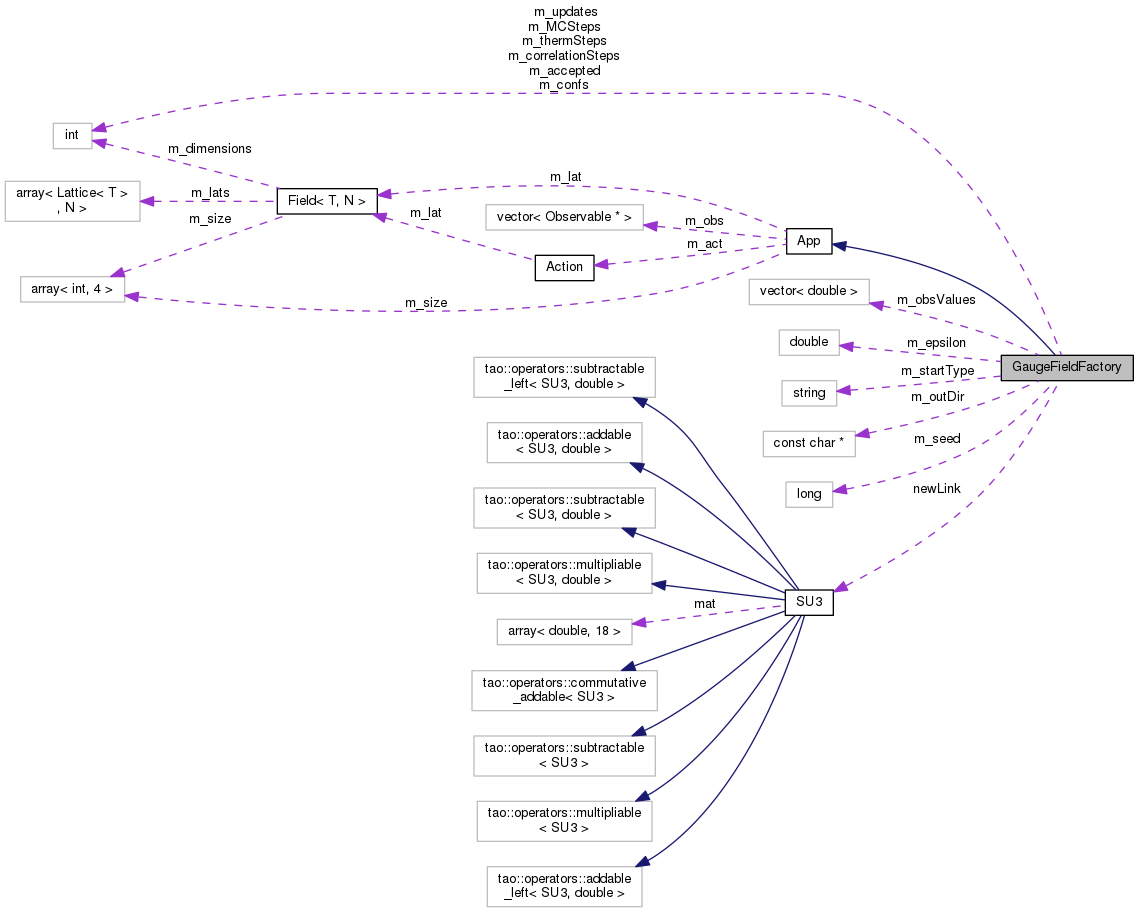 m_updates
m_MCSteps
m_thermSteps
m_correlationSteps
m_accepted
m_confs
int
m_dimensions
array< Lattice< T >
, N >
m_lats
Field< T, N >
m_size
array< int, 4 >
m_lat
m_lat
vector< Observable * >
m_obs
App
m_act
Action
m_size
vector< double >
m_obsValues
double
m_epsilon
GaugeFieldFactory
string
m_startType
m_outDir
const char *
m_seed
long
newLink
tao::operators::subtractable
_left< SU3, double >
tao::operators::addable
< SU3, double >
tao::operators::subtractable
< SU3, double >
tao::operators::multipliable
< SU3, double >
SU3
mat
array< double, 18 >
tao::operators::commutative
_addable< SU3 >
tao::operators::subtractable
< SU3 >
tao::operators::multipliable
< SU3 >
tao::operators::addable
_left< SU3, double >